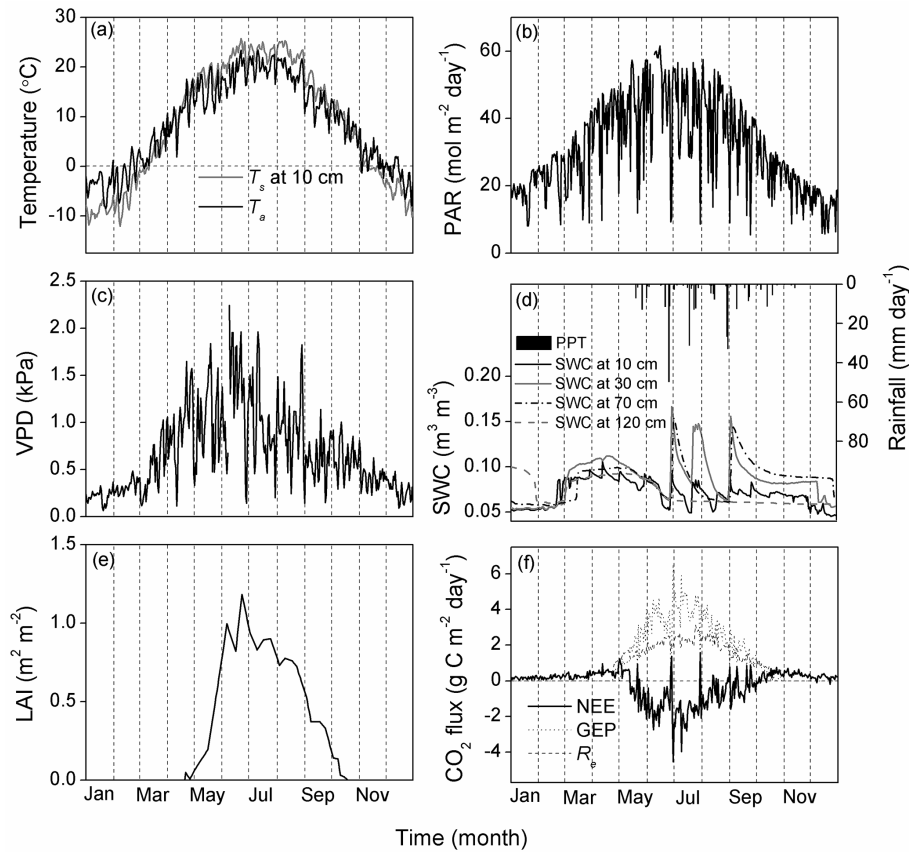 (a)
30
20
10
0
-10
Temperature (°C)
Ts at 10 cm
Ta
(b)
60
40
20
0
PAR (mol m-2 day-1)
(c)
2.5
2.0
1.5
1.0
0.5
0.0
VPD (kPa)
(d)
0
20
40
60
80
Rainfall (mm day-1)
PPT
SWC at 10 cm
SWC at 30 cm
SWC at 70 cm
SWC at 120 cm
0.20
0.15
0.10
0.05
SWC (m3 m-3)
(e)
1.5
1.0
0.5
0.0
LAI (m2 m-2)
Jan Mar May Jul Sep Nov
(f)
6
4
2
0
-2
-4
CO2 flux (g C m-2 day-1)
NEE
GEP
Re
Jan Mar May Jul Sep Nov
Time (month)